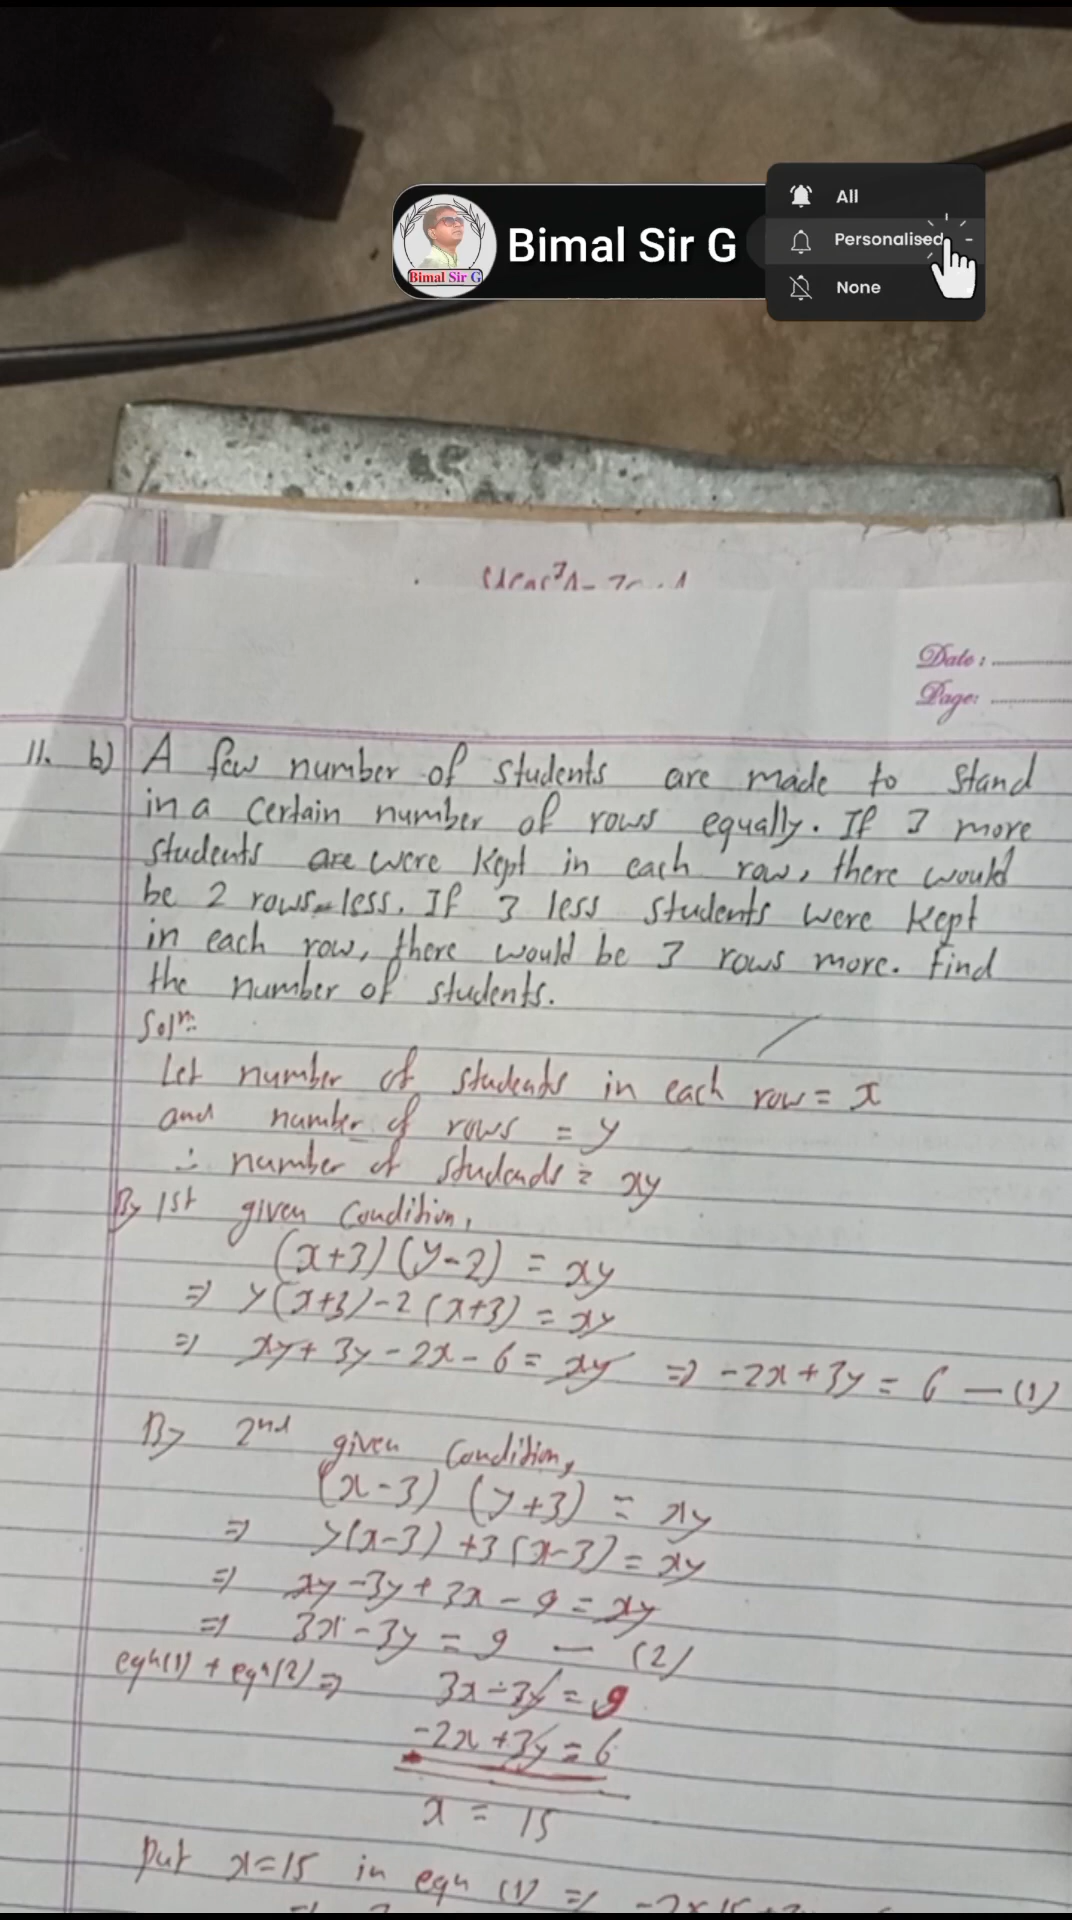 All
Personalised
None
Bimal Sir G
Bimal Sir G
Date:
Page:
11. b) A few number of students are made to stand
in a certain number of rows equally. If 3 more
students are were kept in each row, there would
be 2 rows less. If 3 less students were kept
in each row, there would be 3 rows more. Find
the number of students.
Solⁿ:
Let number of students in each row = x
and number of rows = y
∴ number of students = xy
By 1st given Condition,
(x+3) (y-2) = xy
⇒ y(x+3)-2(x+3) = xy
⇒ xy + 3y - 2x - 6 = xy ⇒ -2x + 3y = 6 — (1)
By 2nd given Condition,
(x-3) (y+3) = xy
⇒ y(x-3) +3(x-3) = xy
⇒ xy -3y + 3x - 9 = xy
⇒ 3x - 3y = 9 — (2)
eqn(1) + eqn(2) ⇒ 3x - 3y = 9
-2x + 3y = 6
x = 15
put x=15 in eqn (1) ⇒